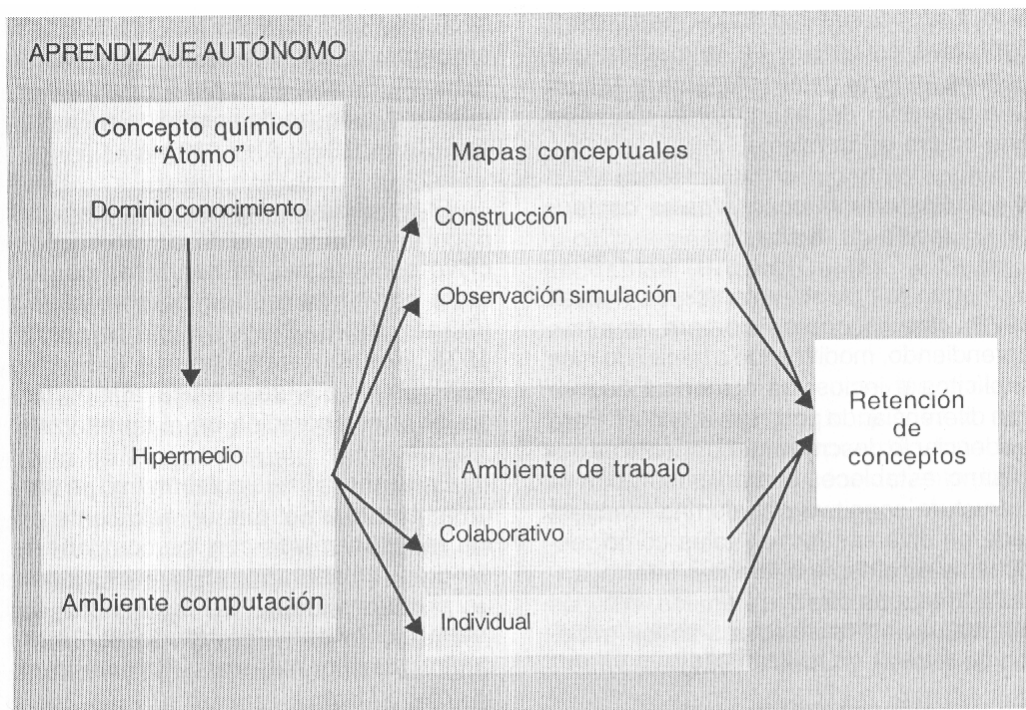 APRENDIZAJE AUTÓNOMO
Concepto químico
“Átomo”
Dominio conocimiento
Hipermedio
Ambiente computación
Mapas conceptuales
Construcción
Observación simulación
Ambiente de trabajo
Colaborativo
Individual
Retención
de
conceptos